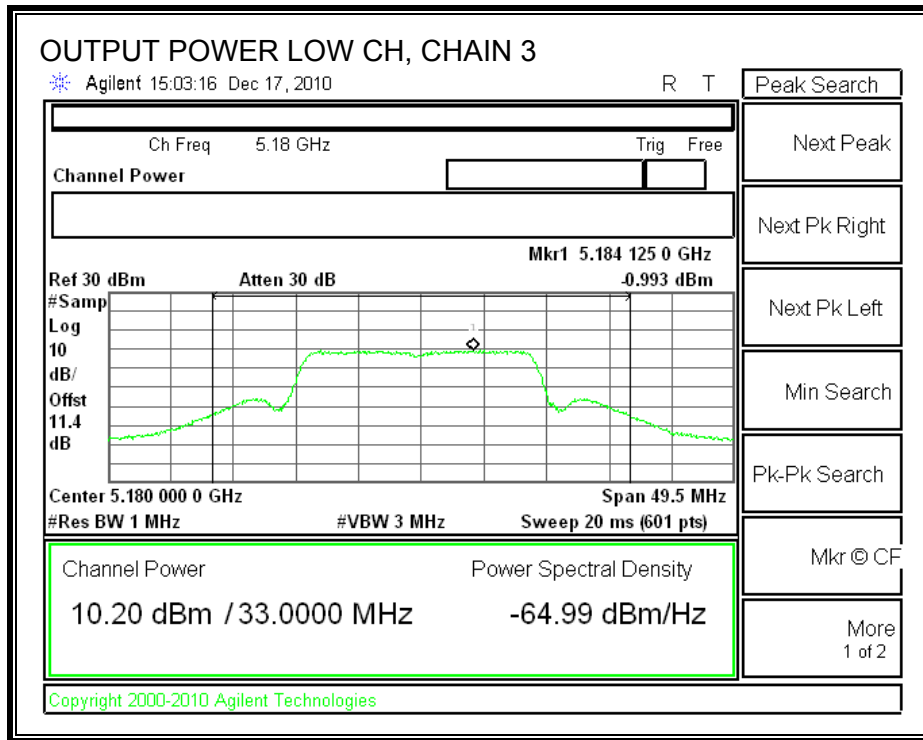 OUTPUT POWER LOW CH, CHAIN 3
Agilent 15:03:16 Dec 17, 2010 R T
Peak Search
Ch Freq 5.18 GHz Trig Free
Channel Power
Mkr1 5.184 125 0 GHz
Ref 30 dBm Atten 30 dB -0.993 dBm
#Samp
Log
10
dB/
Offst
11.4
dB
1
Center 5.180 000 0 GHz Span 49.5 MHz
#Res BW 1 MHz #VBW 3 MHz Sweep 20 ms (601 pts)
Channel Power Power Spectral Density
10.20 dBm / 33.0000 MHz -64.99 dBm/Hz
Copyright 2000-2010 Agilent Technologies
Next Peak
Next Pk Right
Next Pk Left
Min Search
Pk-Pk Search
Mkr © CF
More
1 of 2